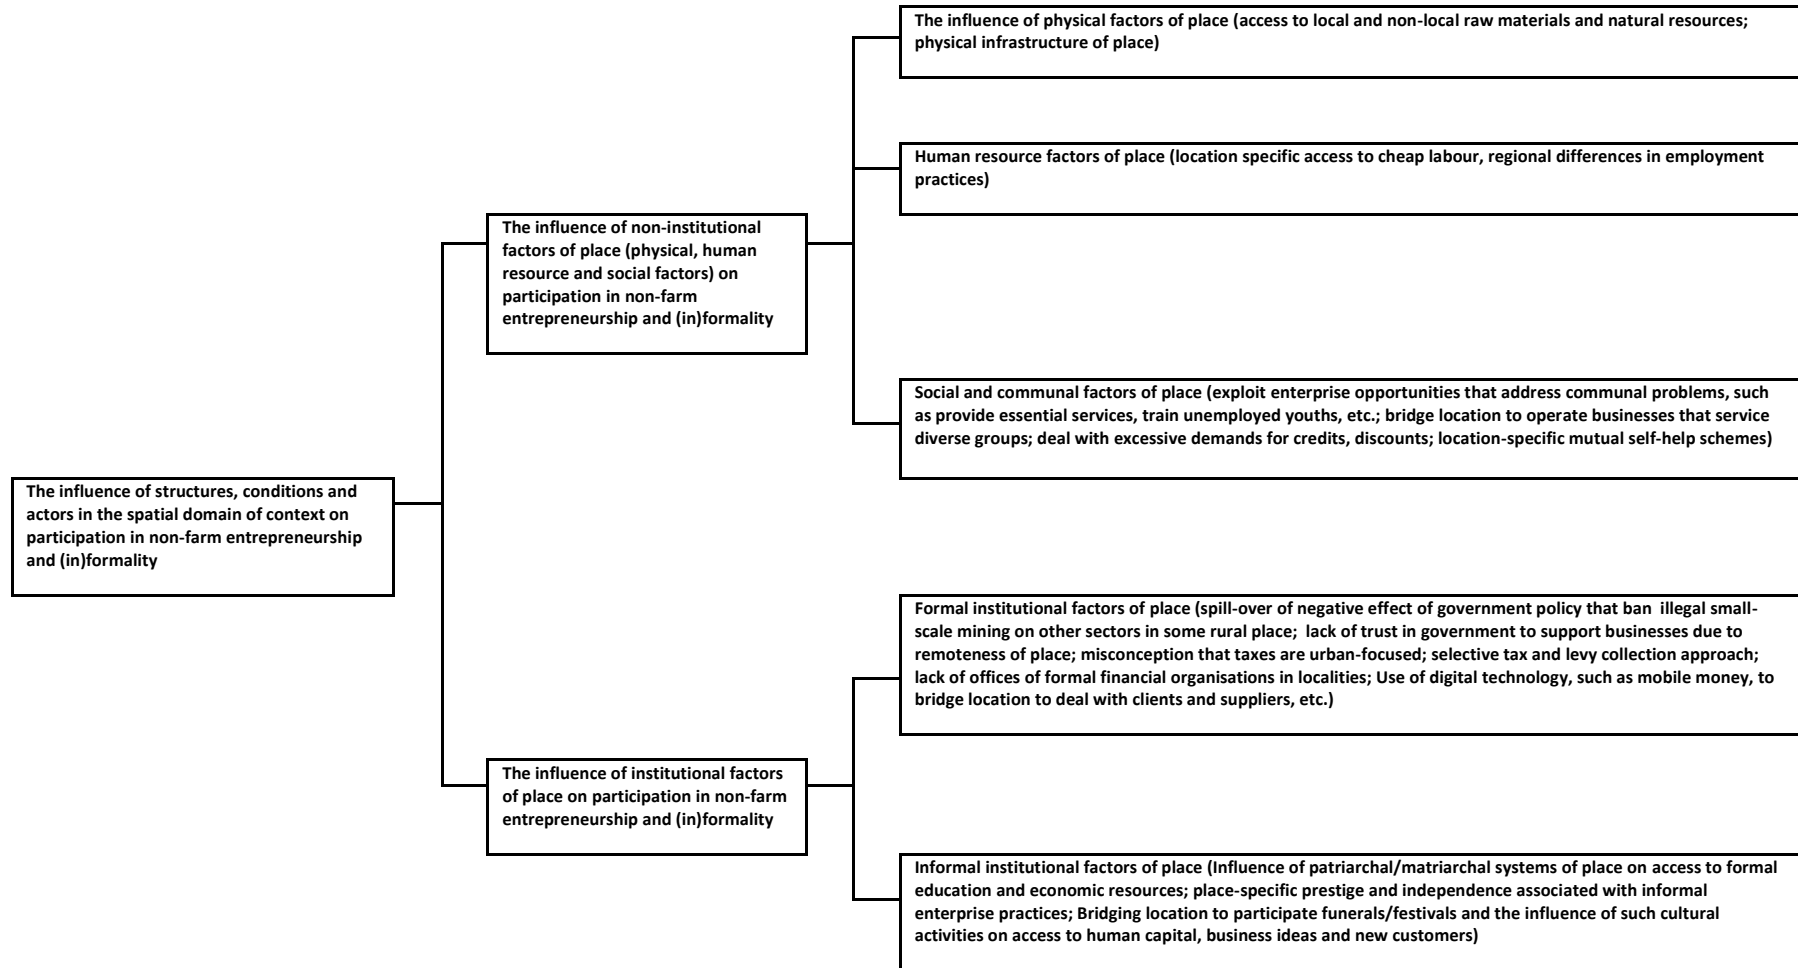 The influence of physical factors of place (access to local and non-local raw materials and natural resources;
physical infrastructure of place)
Human resource factors of place (location specific access to cheap labour, regional differences in employment
practices)
The influence of non-institutional
factors of place (physical, human
resource and social factors) on
participation in non-farm
entrepreneurship and (in)formality
Social and communal factors of place (exploit enterprise opportunities that address communal problems, such
as provide essential services, train unemployed youths, etc.; bridge location to operate businesses that service
diverse groups; deal with excessive demands for credits, discounts; location-specific mutual self-help schemes)
The influence of structures, conditions and
actors in the spatial domain of context on
participation in non-farm entrepreneurship
and (in)formality
Formal institutional factors of place (spill-over of negative effect of government policy that ban illegal small-
scale mining on other sectors in some rural place; lack of trust in government to support businesses due to
remoteness of place; misconception that taxes are urban-focused; selective tax and levy collection approach;
lack of offices of formal financial organisations in localities; Use of digital technology, such as mobile money, to
bridge location to deal with clients and suppliers, etc.)
The influence of institutional factors
of place on participation in non-farm
entrepreneurship and (in)formality
Informal institutional factors of place (Influence of patriarchal/matriarchal systems of place on access to formal
education and economic resources; place-specific prestige and independence associated with informal
enterprise practices; Bridging location to participate funerals/festivals and the influence of such cultural
activities on access to human capital, business ideas and new customers)